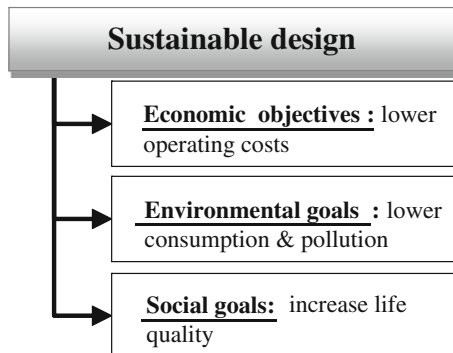 Sustainable design
Economic objectives : lower
operating costs
Environmental goals : lower
consumption & pollution
Social goals: increase life
quality